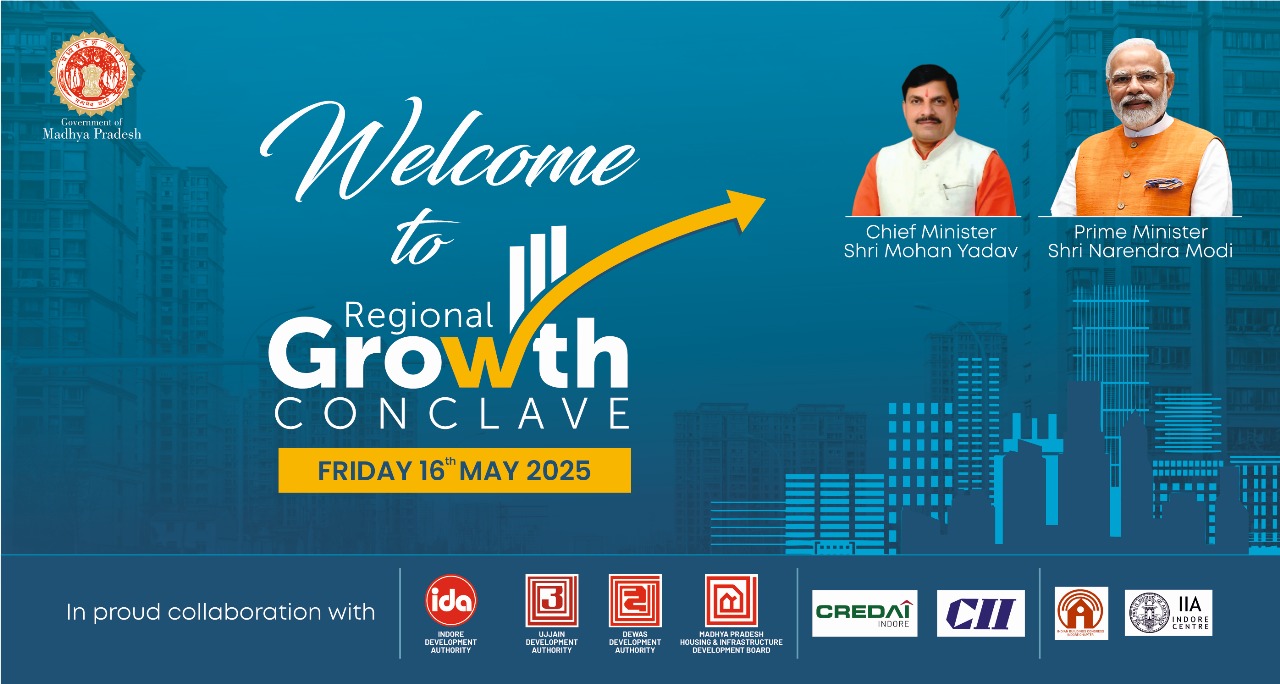 Government of
Madhya Pradesh
Welcome
to
Regional
Growth
CONCLAVE
FRIDAY 16th MAY 2025
Chief Minister
Shri Mohan Yadav
Prime Minister
Shri Narendra Modi
In proud collaboration with
ida
INDORE
DEVELOPMENT
AUTHORITY
UJJAIN
DEVELOPMENT
AUTHORITY
DEWAS
DEVELOPMENT
AUTHORITY
MADHYA PRADESH
HOUSING & INFRASTRUCTURE
DEVELOPMENT BOARD
CREDAI
INDORE
CII
IIA
INDORE
CENTRE